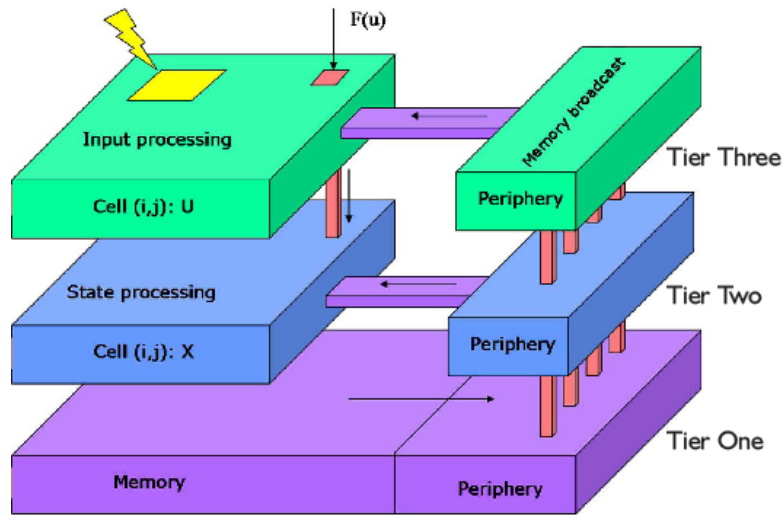 F(u)
Memory broadcast
Input processing
Tier Three
Cell (i,j): U
Periphery
State processing
Tier Two
Cell (i,j): X
Periphery
Tier One
Memory
Periphery